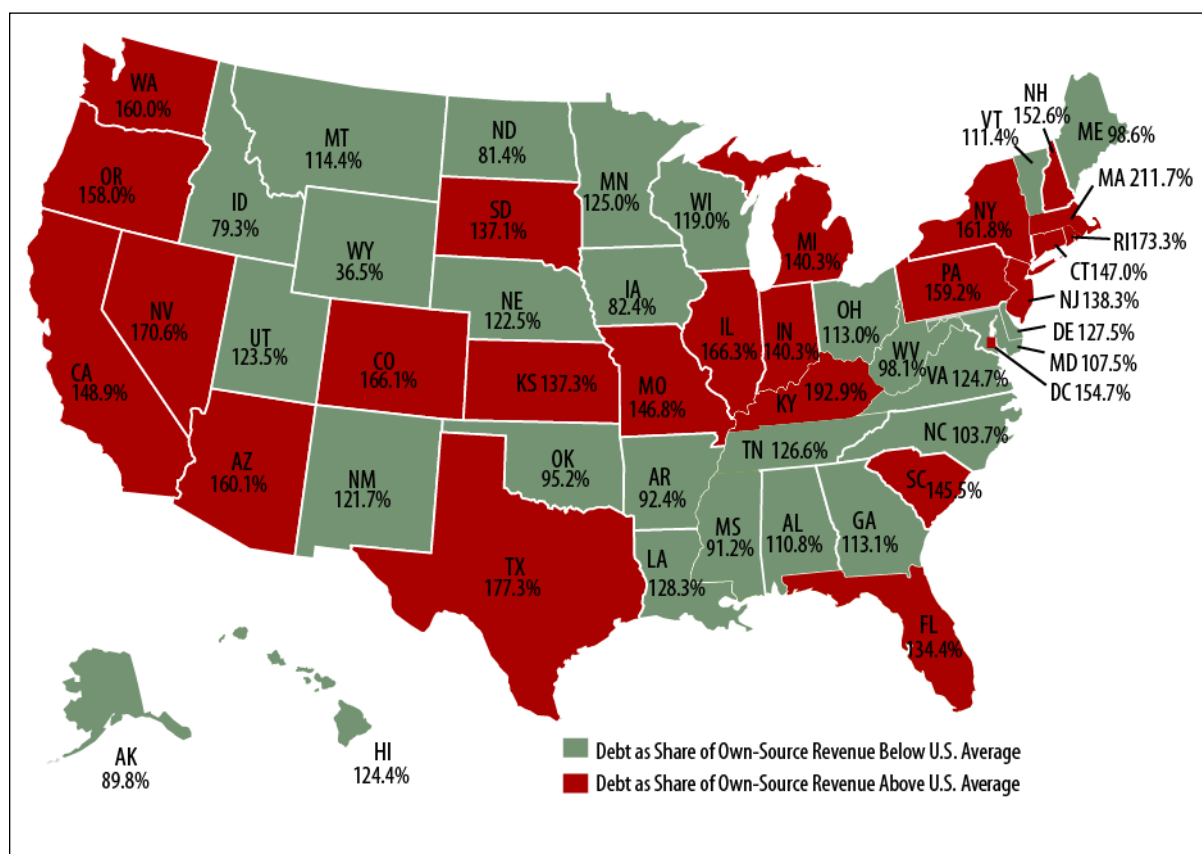 WA
160.0%
OR
158.0%
CA
148.9%
NV
170.6%
ID
79.3%
MT
114.4%
WY
36.5%
UT
123.5%
AZ
160.1%
CO
166.1%
NM
121.7%
ND
81.4%
SD
137.1%
NE
122.5%
KS 137.3%
OK
95.2%
TX
177.3%
MN
125.0%
IA
82.4%
MO
146.8%
AR
92.4%
LA
128.3%
WI
119.0%
IL
166.3%
MI
140.3%
IN
140.3%
OH
113.0%
KY 192.9%
TN 126.6%
MS
91.2%
AL
110.8%
GA
113.1%
FL
134.4%
SC 145.5%
NC 103.7%
VA 124.7%
WV
98.1%
PA
159.2%
NY
161.8%
VT
111.4%
NH
152.6%
ME 98.6%
MA 211.7%
RI173.3%
CT147.0%
NJ 138.3%
DE 127.5%
MD 107.5%
DC 154.7%
AK
89.8%
HI
124.4%
Debt as Share of Own-Source Revenue Below U.S. Average
Debt as Share of Own-Source Revenue Above U.S. Average